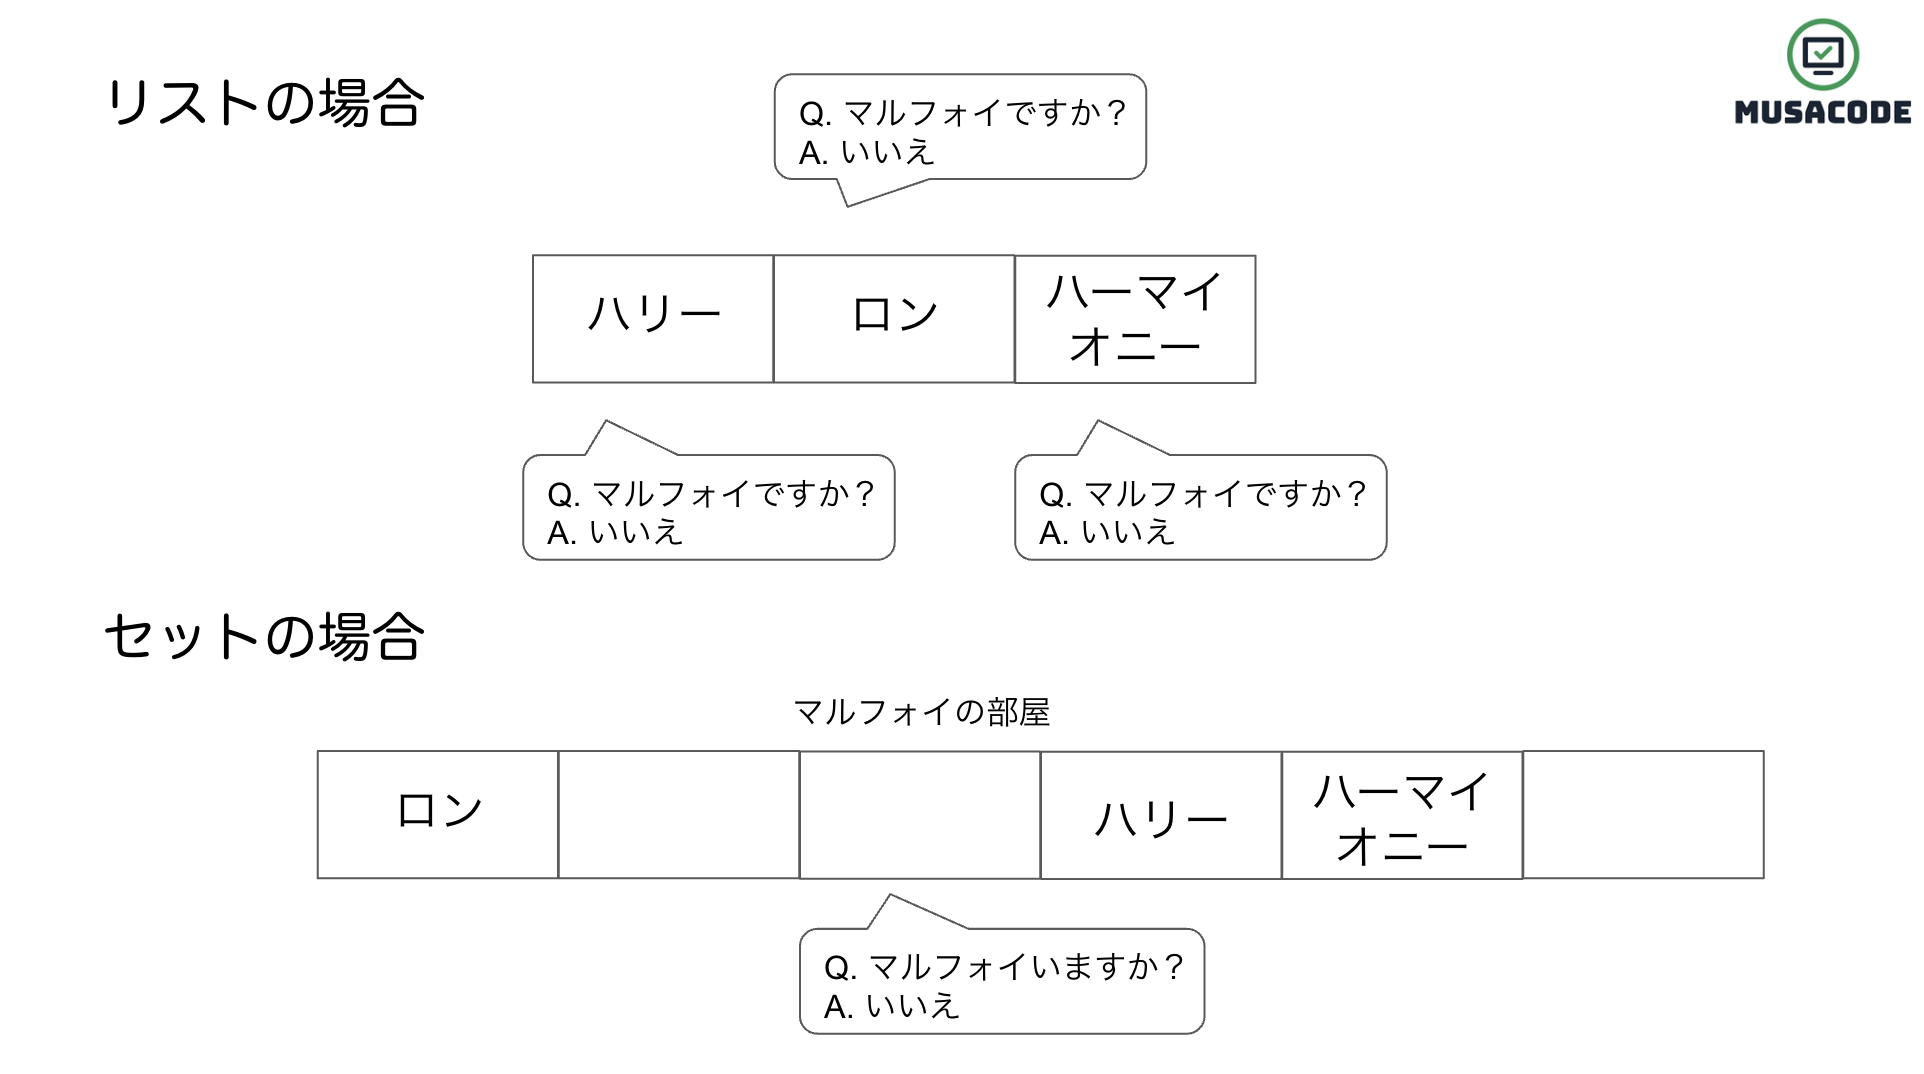 リストの場合
MUSACODE
Q. マルフォイですか？
A. いいえ
ハリー
ロン
ハーマイ
オニー
Q. マルフォイですか？
A. いいえ
Q. マルフォイですか？
A. いいえ
セットの場合
マルフォイの部屋
ロン
ハリー
ハーマイ
オニー
Q. マルフォイいますか？
A. いいえ